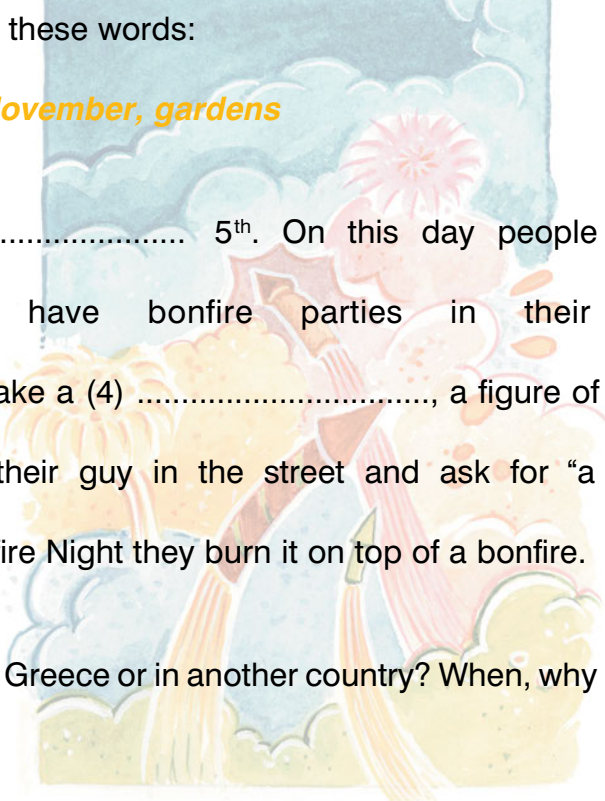 these words:
November, gardens
..................... 5th. On this day people
have bonfire parties in their
ake a (4) ................................, a figure of
their guy in the street and ask for “a
fire Night they burn it on top of a bonfire.
Greece or in another country? When, why